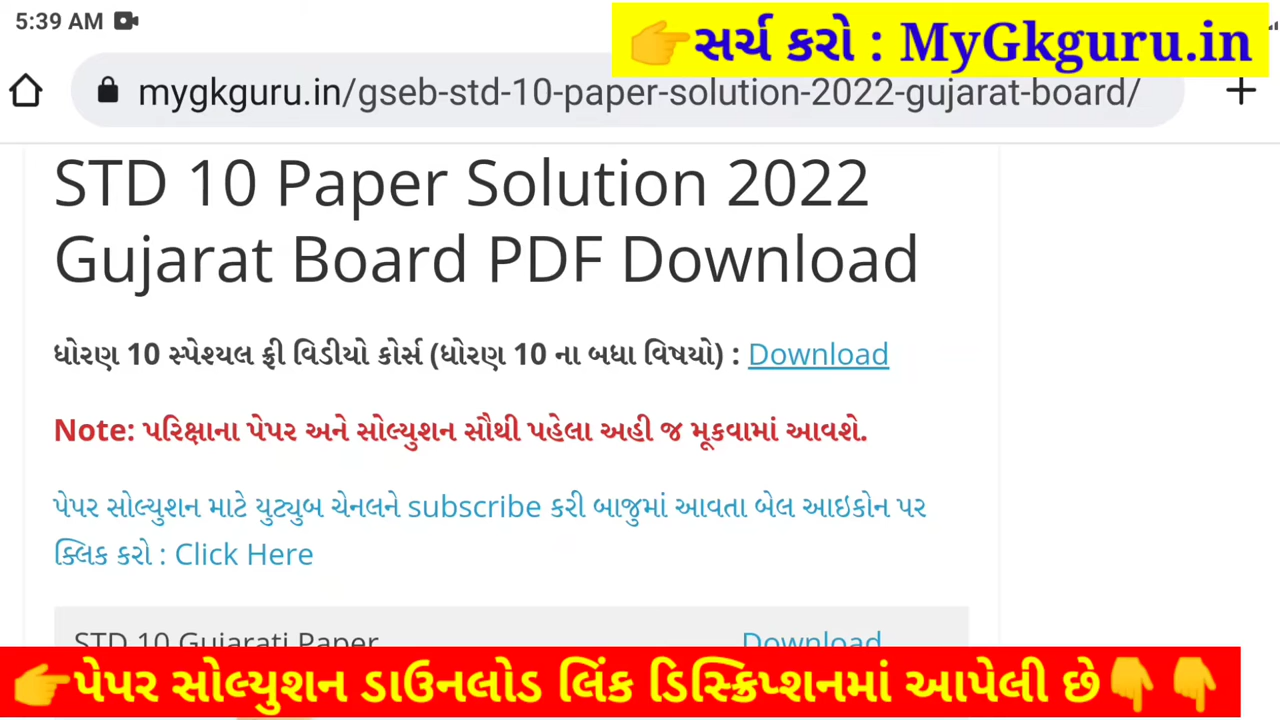 5:39 AM
👉સર્ચ કરો : MyGkguru.in
mygkguru.in/gseb-std-10-paper-solution-2022-gujarat-board/
STD 10 Paper Solution 2022
Gujarat Board PDF Download
ધોરણ 10 સ્પેશ્યલ ફ્રી વિડીયો કોર્સ (ધોરણ 10 ના બધા વિષયો) : Download
Note: પરિક્ષાના પેપર અને સોલ્યુશન સૌથી પહેલા અહી જ મૂકવામાં આવશે.
પેપર સોલ્યુશન માટે યુટ્યુબ ચેનલને subscribe કરી બાજુમાં આવતા બેલ આઇકોન પર
ક્લિક કરો : Click Here
STD 10 Gujarati Paper Download
👉પેપર સોલ્યુશન ડાઉનલોડ લિંક ડિસ્ક્રિપ્શનમાં આપેલી છે👇👇